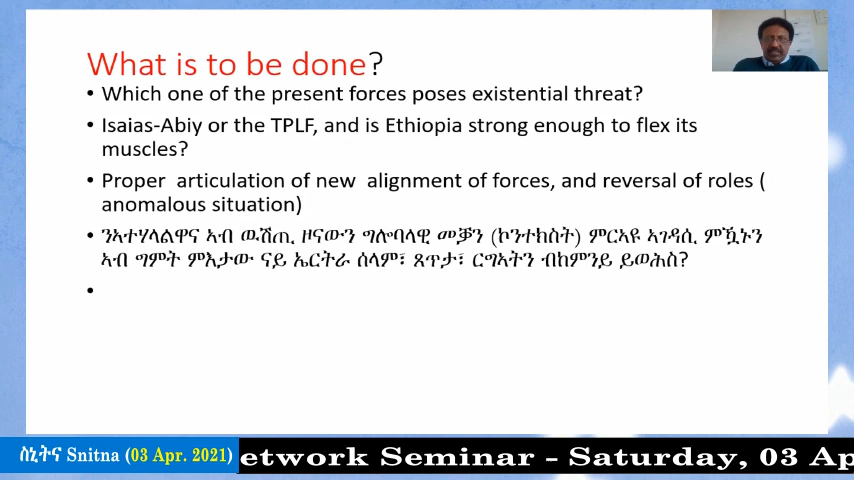 What is to be done?
• Which one of the present forces poses existential threat?
• Isaias-Abiy or the TPLF, and is Ethiopia strong enough to flex its
muscles?
• Proper articulation of new alignment of forces, and reversal of roles (
anomalous situation)
• ንኣተሃላልዋና ኣብ ዉሽጢ ዞናውን ግሎባላዊ መቓን (ኮንተክስት) ምርኣዩ ኣገዳሲ ምዃኑን
ኣብ ግምት ምእታው ናይ ኤርትራ ሰላም፣ ጸጥታ፣ ርግኣትን ብከምንይ ይወሕስ?
•
ስኒትና Snitna (03 Apr. 2021)
etwork Seminar - Saturday, 03 Ap